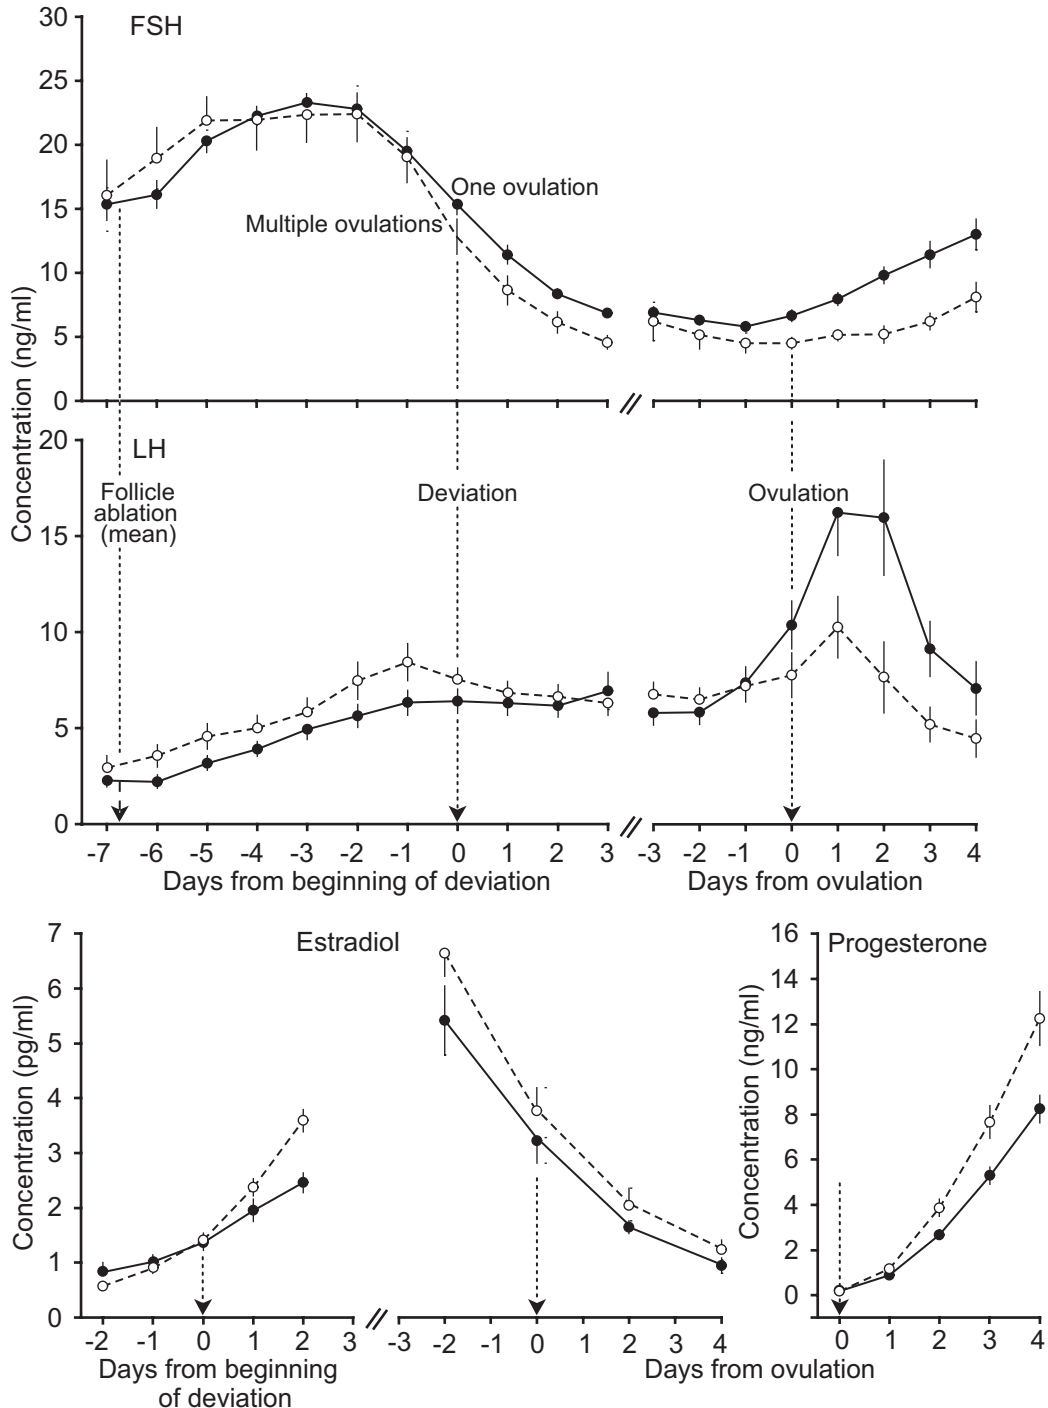 FSH
30
25
20
15
10
5
0
One ovulation
Multiple ovulations
Concentration (ng/ml)
LH
20
16
10
5
0
Follicle
ablation
(mean)
Deviation
Ovulation
-7 -6 -5 -4 -3 -2 -1 0 1 2 3 -3 -2 -1 0 1 2 3 4
Days from beginning of deviation Days from ovulation
Estradiol
7
6
5
4
3
2
1
0
Concentration (pg/ml)
-2 -1 0 1 2 3 -3 -2 -1 0 1 2 3 4
Days from beginning
of deviation
Progesterone
16
14
12
10
8
6
4
2
0
Concentration (ng/ml)
0 1 2 3 4
Days from ovulation